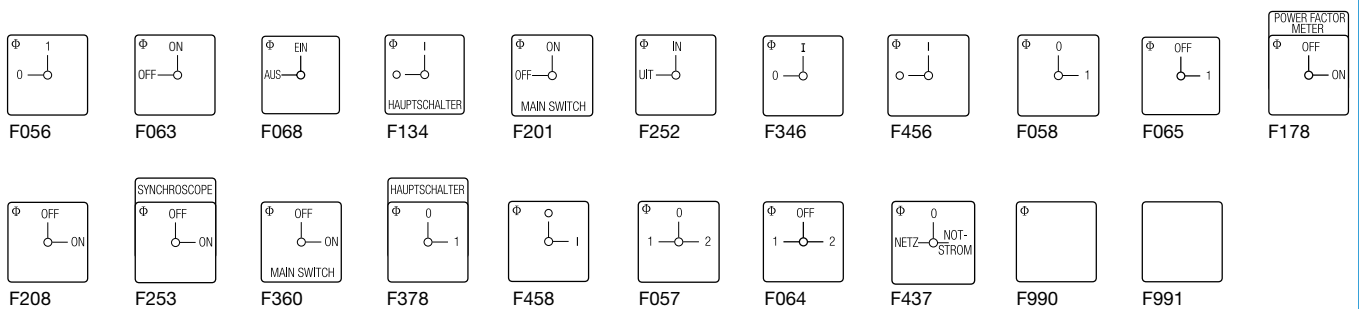 POWER FACTOR
METER
Φ 1
0
F056
Φ ON
OFF
F063
Φ EIN
AUS
F068
Φ I
O
HAUPTSCHALTER
F134
Φ ON
OFF
MAIN SWITCH
F201
Φ IN
UIT
F252
Φ I
0
F346
Φ I
O
F456
Φ 0
1
F058
Φ OFF
1
F065
Φ OFF
ON
F178
Φ OFF
ON
F208
SYNCHROSCOPE
Φ OFF
ON
F253
Φ OFF
ON
MAIN SWITCH
F360
HAUPTSCHALTER
Φ 0
1
F378
Φ O
I
F458
Φ 0
1 2
F057
Φ OFF
1 2
F064
Φ 0
NETZ NOT-
STROM
F437
Φ
F990
F991